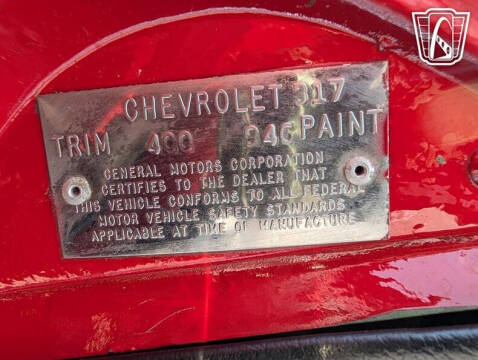 CHEVROLET 317
TRIM 400 946 PAINT
GENERAL MOTORS CORPORATION
CERTIFIES TO THE DEALER THAT
THIS VEHICLE CONFORMS TO ALL FEDERAL
MOTOR VEHICLE SAFETY STANDARDS
APPLICABLE AT TIME OF MANUFACTURE